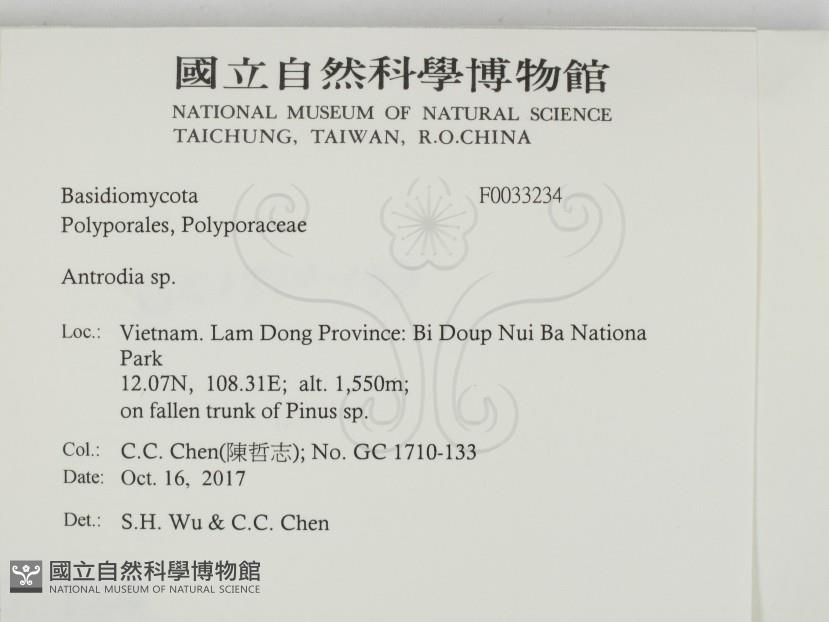 國立自然科學博物館
NATIONAL MUSEUM OF NATURAL SCIENCE
TAICHUNG, TAIWAN, R.O.CHINA
Basidiomycota F0033234
Polyporales, Polyporaceae
Antrodia sp.
Loc.: Vietnam. Lam Dong Province: Bi Doup Nui Ba Nationa
Park
12.07N, 108.31E; alt. 1,550m;
on fallen trunk of Pinus sp.
Col.: C.C. Chen(陳哲志); No. GC 1710-133
Date: Oct. 16, 2017
Det.: S.H. Wu & C.C. Chen
國立自然科學博物館
NATIONAL MUSEUM OF NATURAL SCIENCE